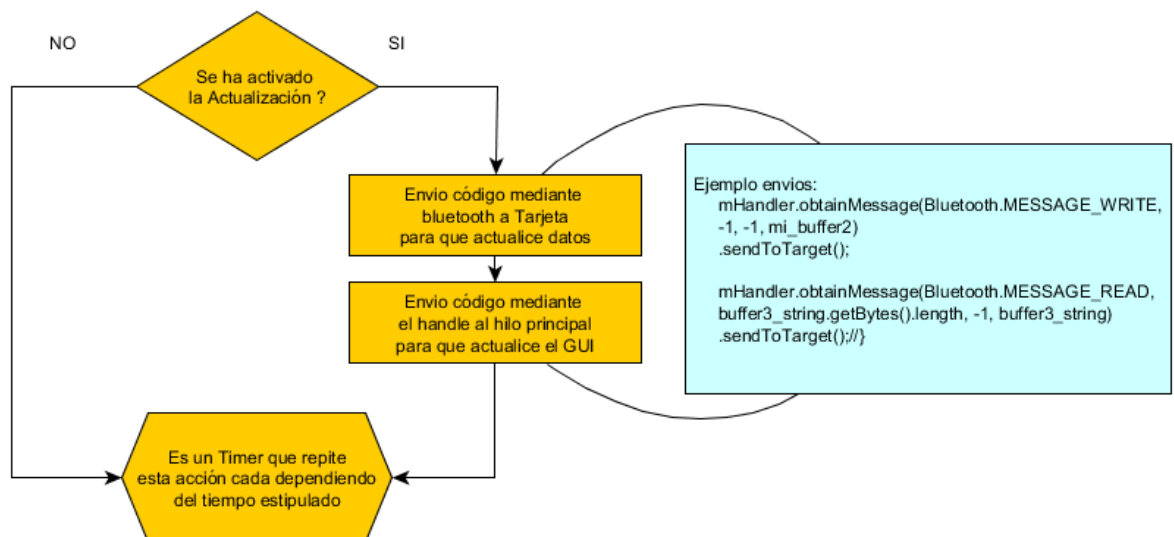 NO
SI
Se ha activado
la Actualización ?
Envio código mediante
bluetooth a Tarjeta
para que actualice datos
Envio código mediante
el handle al hilo principal
para que actualice el GUI
Ejemplo envios:
mHandler.obtainMessage(Bluetooth.MESSAGE_WRITE,
-1, -1, mi_buffer2)
.sendToTarget();
mHandler.obtainMessage(Bluetooth.MESSAGE_READ,
buffer3_string.getBytes().length, -1, buffer3_string)
.sendToTarget();//}
Es un Timer que repite
esta acción cada dependiendo
del tiempo estipulado